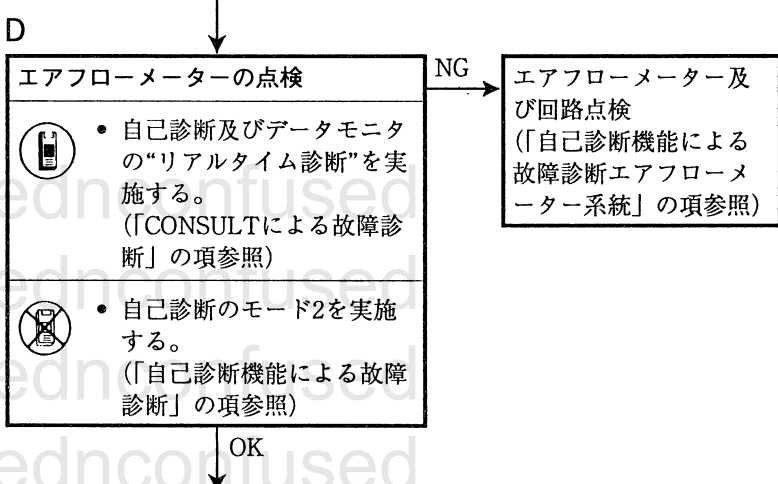 D
エアフローメーターの点検
● 自己診断及びデータモニタ
の“リアルタイム診断”を実
施する。
(「CONSULTによる故障診
断」の項参照)
● 自己診断のモード2を実施
する。
(「自己診断機能による故障
診断」の項参照)
OK
NG
エアフローメーター及
び回路点検
(「自己診断機能による
故障診断エアフローメ
ーター系統」の項参照)
ednconfused
ednconfused
ednconfused
ednconfused